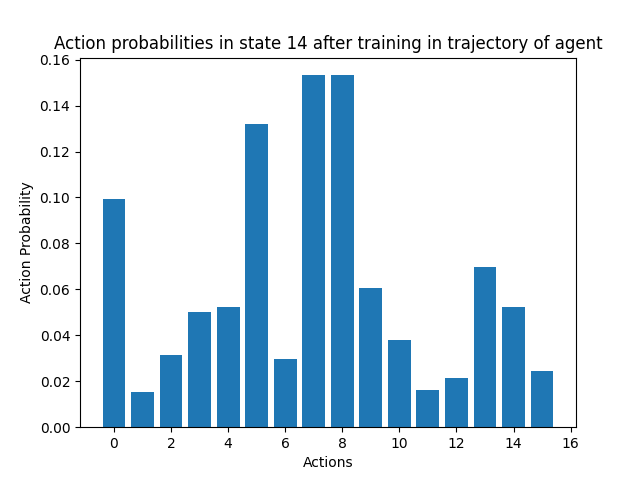 Action probabilities in state 14 after training in trajectory of agent
0.16
0.14
0.12
0.10
0.08
0.06
0.04
0.02
0.00
Action Probability
0 2 4 6 8 10 12 14 16
Actions